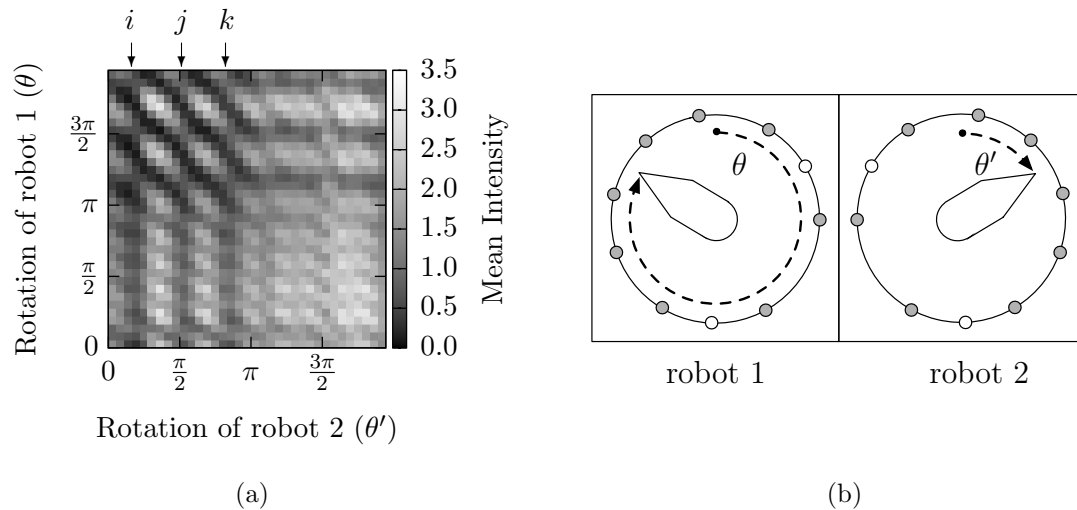 i j k
Rotation of robot 1 (θ)
3π/2
π
π/2
0
0 π/2 π 3π/2
Rotation of robot 2 (θ′)
3.5
3.0
2.5
2.0
1.5
1.0
0.5
0.0
Mean Intensity
(a)
θ
θ′
robot 1
robot 2
(b)